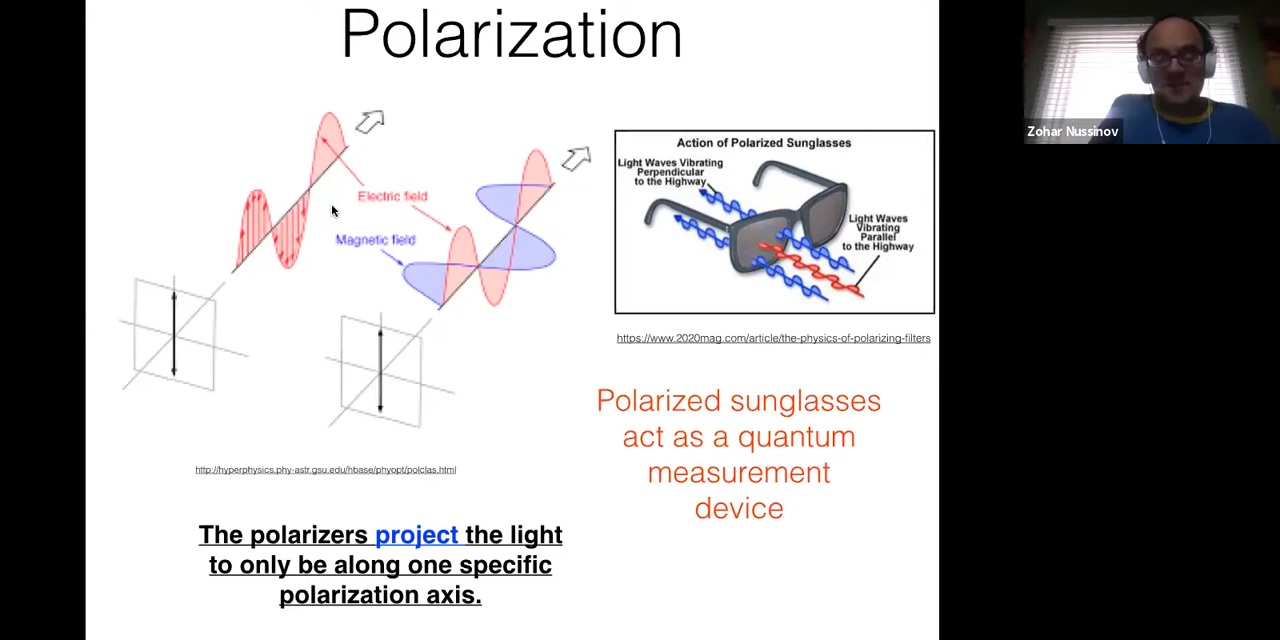 Polarization
Electric field
Magnetic field
http://hyperphysics.phy-astr.gsu.edu/hbase/phyopt/polclas.html
The polarizers project the light
to only be along one specific
polarization axis.
Action of Polarized Sunglasses
Light Waves Vibrating
Perpendicular
to the Highway
Light Waves
Vibrating
Parallel
to the Highway
https://www.2020mag.com/article/the-physics-of-polarizing-filters
Polarized sunglasses
act as a quantum
measurement
device
Zohar Nussinov